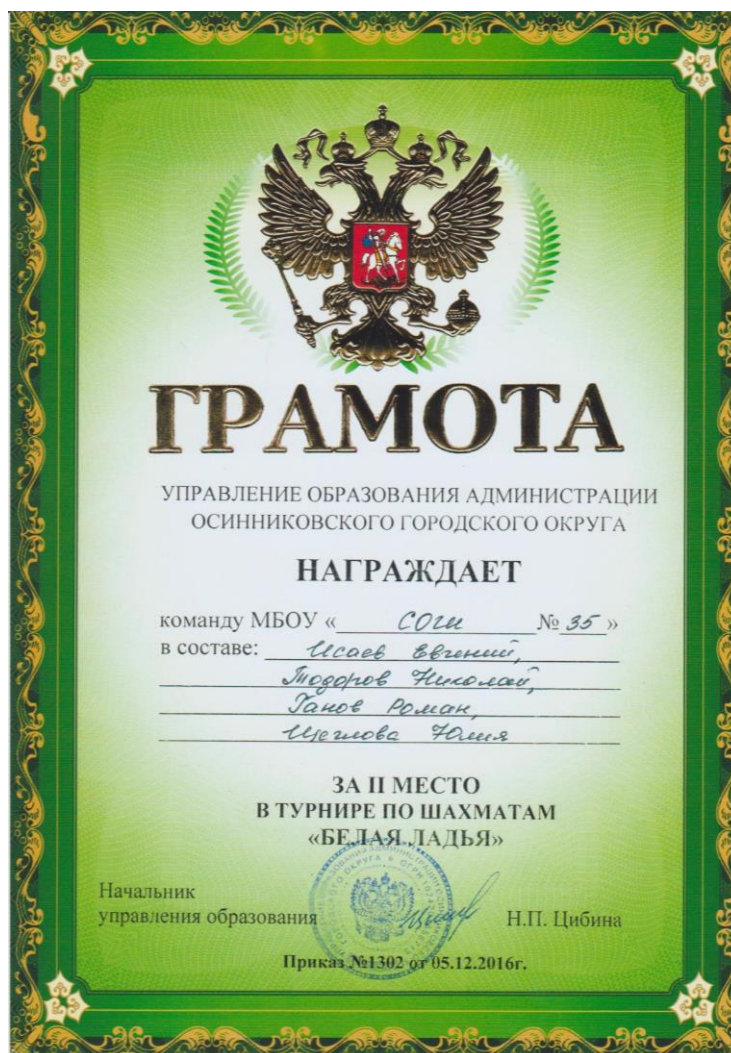 ГРАМОТА
УПРАВЛЕНИЕ ОБРАЗОВАНИЯ АДМИНИСТРАЦИИ
ОСИННИКОВСКОГО ГОРОДСКОГО ОКРУГА
НАГРАЖДАЕТ
команду МБОУ « СОШ № 35 »
в составе: Исаев Евгений,
Тодоров Николай,
Ганов Роман,
Щеглова Юлия
ЗА II МЕСТО
В ТУРНИРЕ ПО ШАХМАТАМ
«БЕЛАЯ ЛАДЬЯ»
Начальник
управления образования Н.П. Цибина
Приказ №1302 от 05.12.2016г.